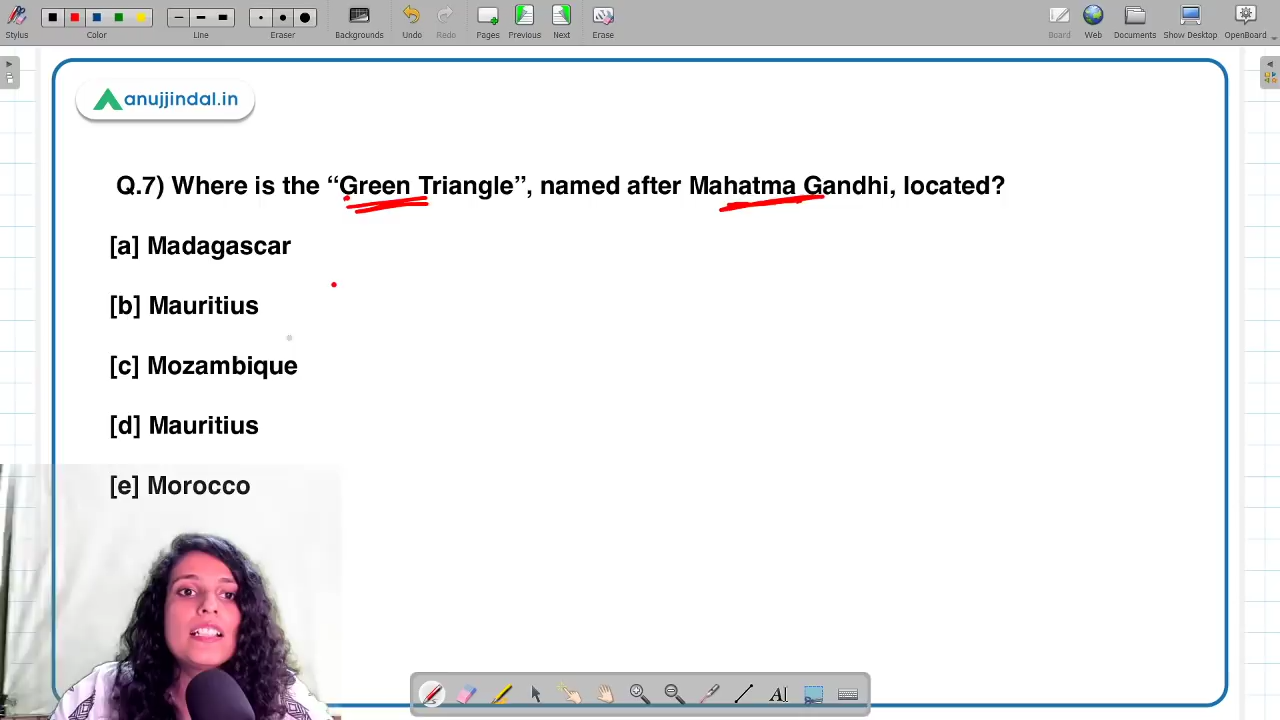 Stylus
Color
Line
Eraser
Backgrounds
Undo
Redo
Pages
Previous
Next
Erase
Board
Web
Documents
Show Desktop
OpenBoard
anujjindal.in
Q.7) Where is the “Green Triangle”, named after Mahatma Gandhi, located?
[a] Madagascar
[b] Mauritius
[c] Mozambique
[d] Mauritius
[e] Morocco
AI